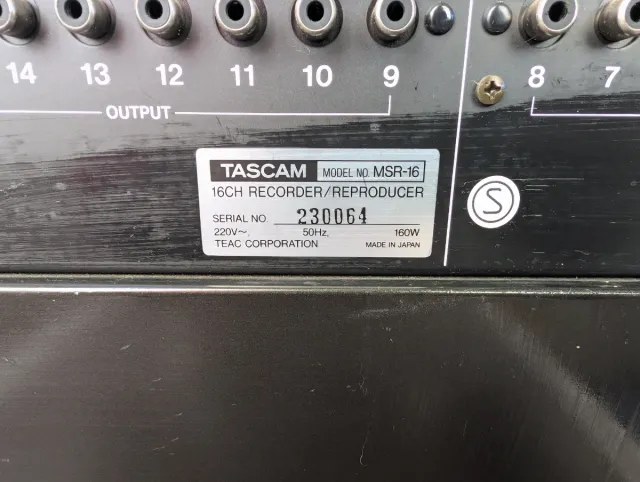 14 13 12 11 10 9 8 7
OUTPUT
TASCAM MODEL NO. MSR-16
16CH RECORDER/REPRODUCER
SERIAL NO. 230064
220V~, 50Hz, 160W
TEAC CORPORATION MADE IN JAPAN
S